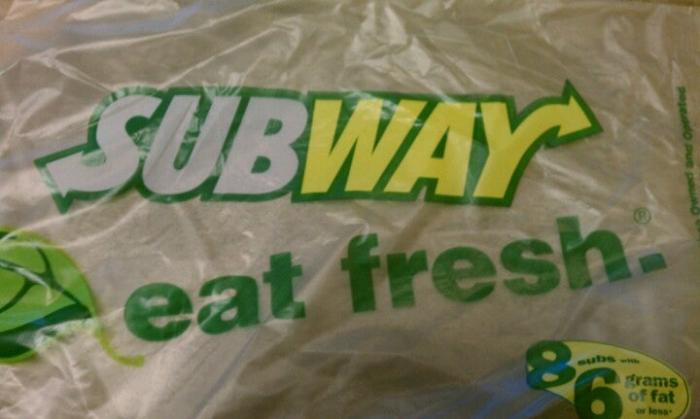 SUBWAY
eat fresh.®
8 subs with
6 grams
of fat
or less*
Owned and Operated